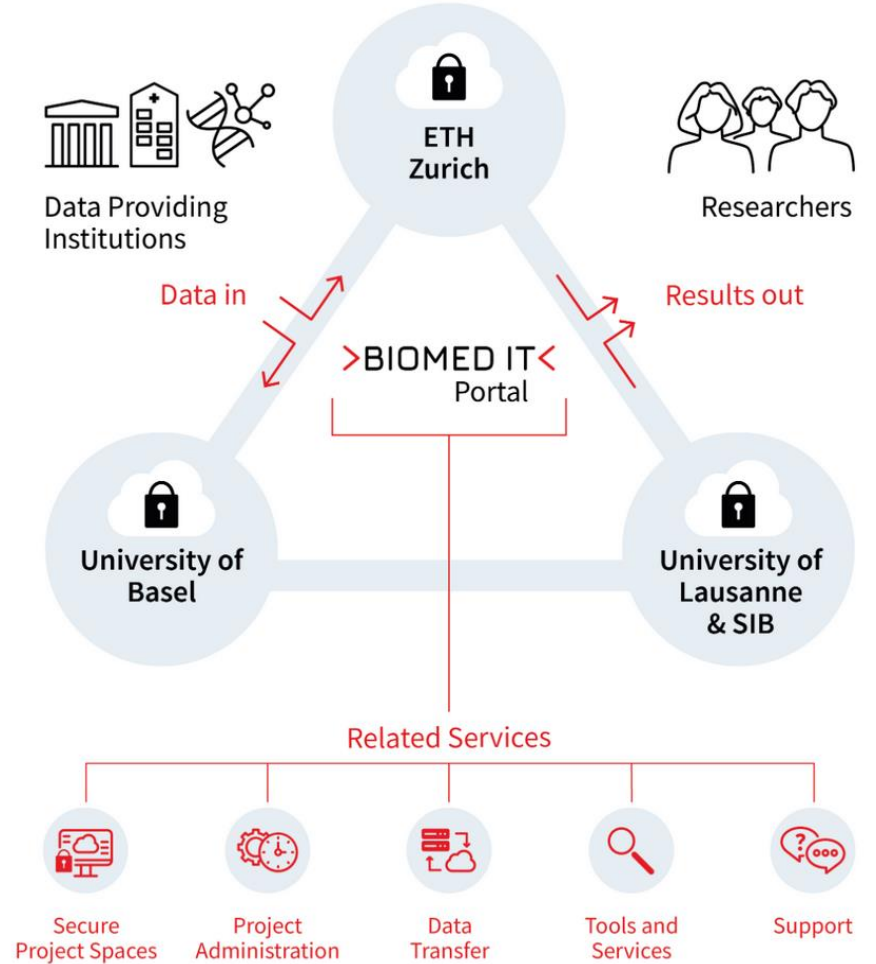 ETH
Zurich
Data Providing
Institutions
Researchers
Data in
Results out
>BIOMED IT<
Portal
University of
Basel
University of
Lausanne
& SIB
Related Services
Secure
Project Spaces
Project
Administration
Data
Transfer
Tools and
Services
Support